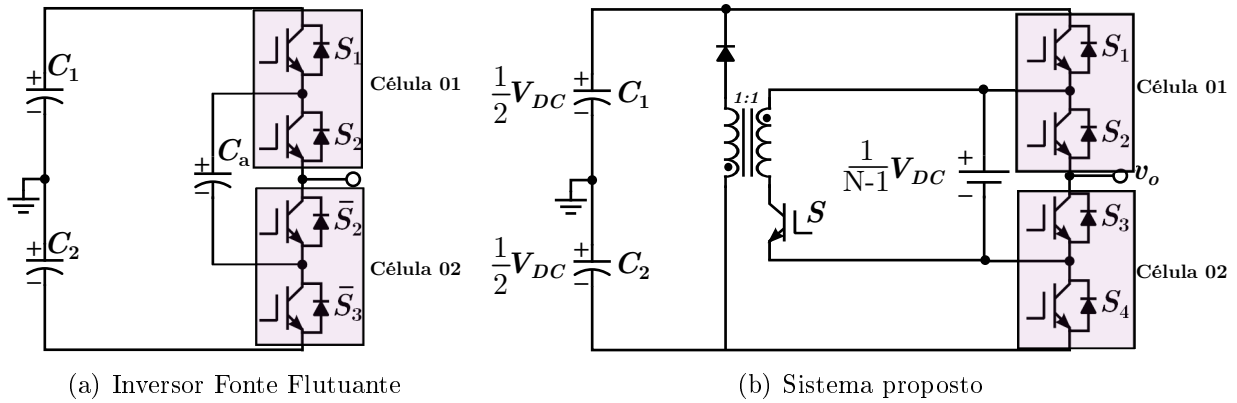 C1
+
−
C2
+
−
Ca
+
−
S1
Célula 01
S2
S̄2
Célula 02
S̄3
(a) Inversor Fonte Flutuante
1/2 VDC
+
−
C1
1/2 VDC
+
−
C2
1:1
S
1/N-1 VDC
+
−
S1
Célula 01
S2
vo
S3
Célula 02
S4
(b) Sistema proposto